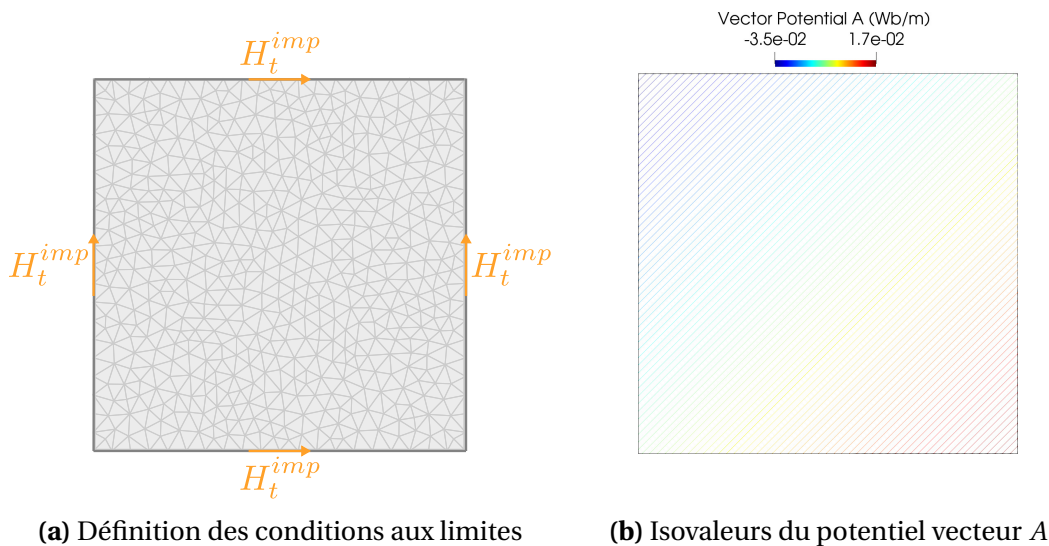 H_t^{imp}
H_t^{imp}
H_t^{imp}
H_t^{imp}
(a) Définition des conditions aux limites
Vector Potential A (Wb/m)
-3.5e-02 1.7e-02
(b) Isovaleurs du potentiel vecteur A